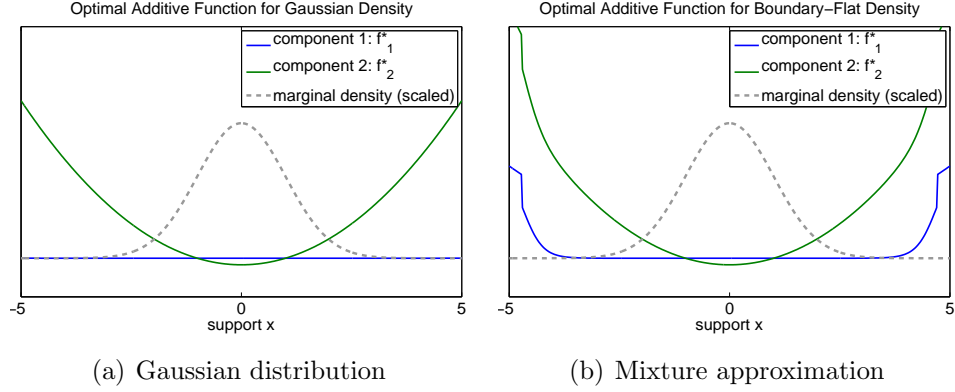 Optimal Additive Function for Gaussian Density
component 1: f*1
component 2: f*2
marginal density (scaled)
−5
0
5
support x
(a) Gaussian distribution
Optimal Additive Function for Boundary−Flat Density
component 1: f*1
component 2: f*2
marginal density (scaled)
−5
0
5
support x
(b) Mixture approximation